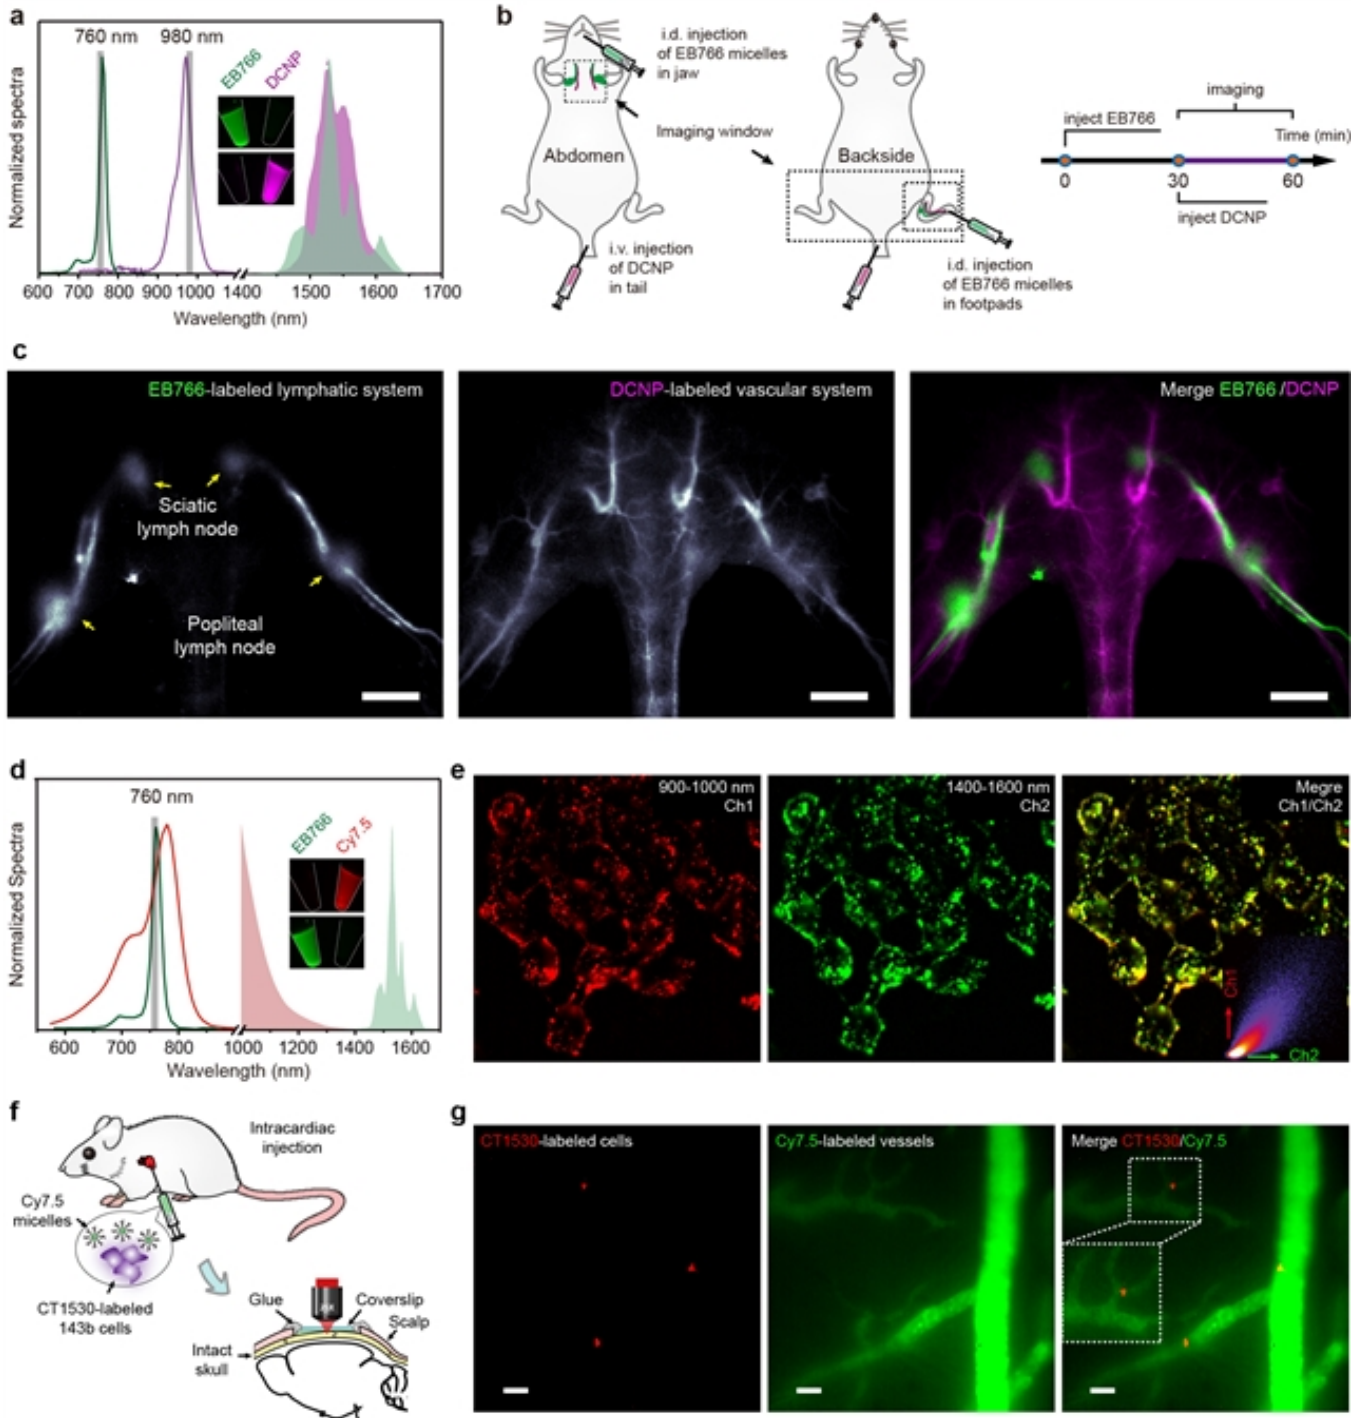 a
760 nm
980 nm
EB766
DCNP
Normalized spectra
600 700 800 900 980 1400 1500 1600 1700
Wavelength (nm)
b
i.d. injection
of EB766 micelles
in jaw
Imaging window
Abdomen
i.v. injection
of DCNP
in tail
Backside
i.d. injection
of EB766 micelles
in footpads
imaging
inject EB766
Time (min)
0
30
60
inject DCNP
c
EB766-labeled lymphatic system
Sciatic
lymph node
Popliteal
lymph node
DCNP-labeled vascular system
Merge EB766/DCNP
d
760 nm
EB766
Cy7.5
Normalized Spectra
600 700 800 1000 1200 1400 1600
Wavelength (nm)
e
900-1000 nm
Ch1
1400-1600 nm
Ch2
Megre
Ch1/Ch2
Ch1
Ch2
f
Intracardiac
injection
Cy7.5
micelles
CT1530-labeled
143b cells
Glue
Coverslip
Scalp
Intact
skull
g
CT1530-labeled cells
Cy7.5-labeled vessels
Merge CT1530/Cy7.5